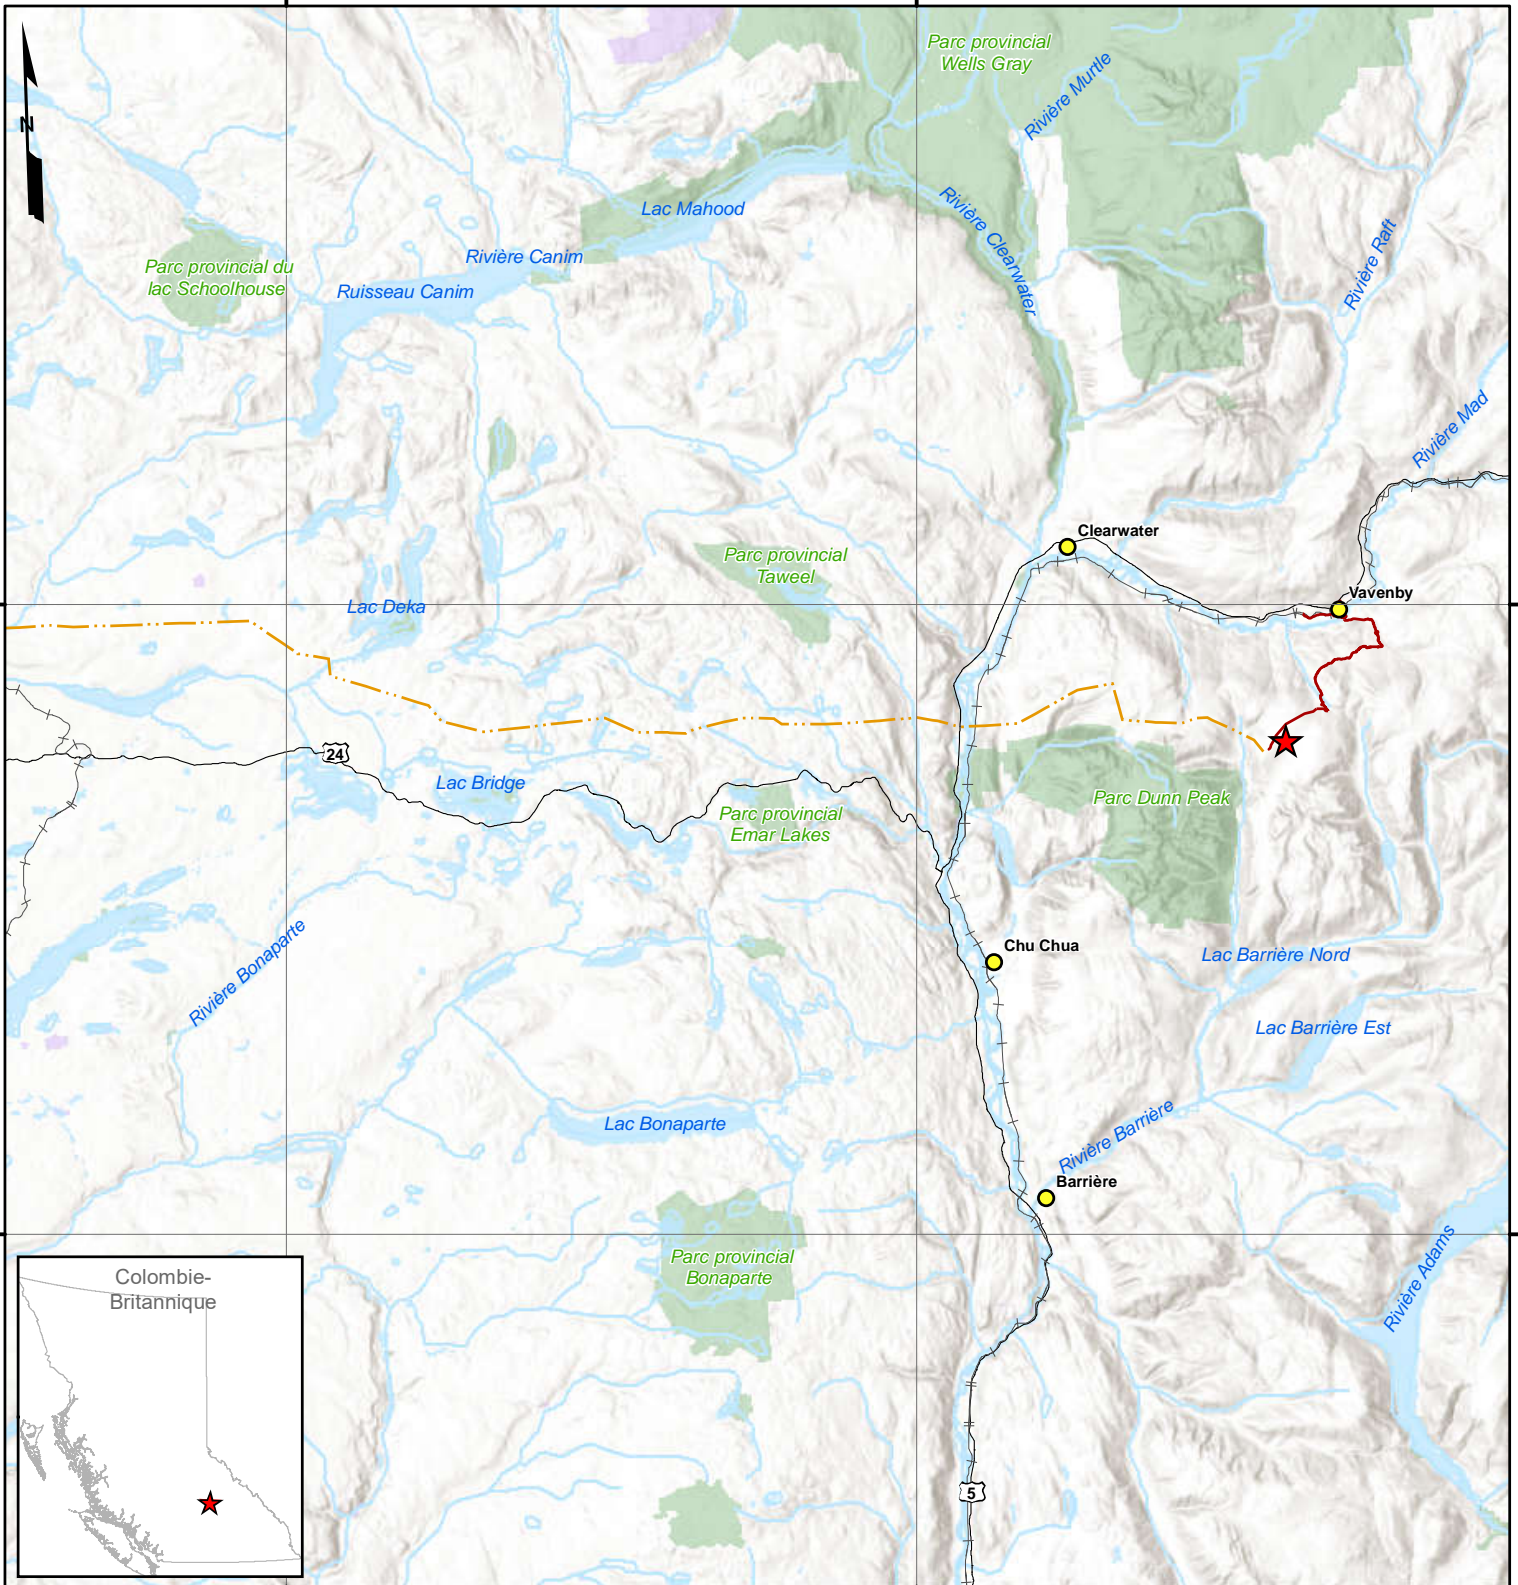 Parc provincial
Wells Gray
Rivière Murtle
N
Rivière Clearwater
Lac Mahood
Rivière Raft
Rivière Canim
Parc provincial du
lac Schoolhouse
Ruisseau Canim
Rivière Mad
Clearwater
Parc provincial
Taweel
Vavenby
Lac Deka
24
Lac Bridge
Parc provincial
Emar Lakes
Parc Dunn Peak
Rivière Bonaparte
Chu Chua
Lac Barrière Nord
Lac Barrière Est
Lac Bonaparte
Rivière Barrière
Barrière
Parc provincial
Bonaparte
Rivière Adams
Colombie-
Britannique
5